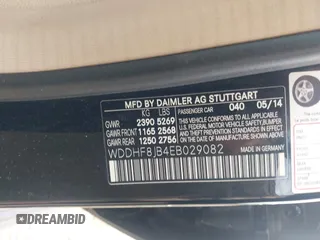 MFD BY DAIMLER AG STUTTGART
KG LBS PASSENGER CAR 040 05/14
GVWR 2390 5269
GAWR FRONT 1165 2568
GAWR REAR 1250 2756
THIS VEHICLE CONFORMS TO ALL APPLICABLE
U.S. FEDERAL MOTOR VEHICLE SAFETY, BUMPER,
AND THEFT PREVENTION STANDARDS IN EFFECT
ON THE DATE OF MANUFACTURE SHOWN ABOVE
WDDHF8JB4EB029082 MADE IN GERMANY
© DEALERSHIP.ORG